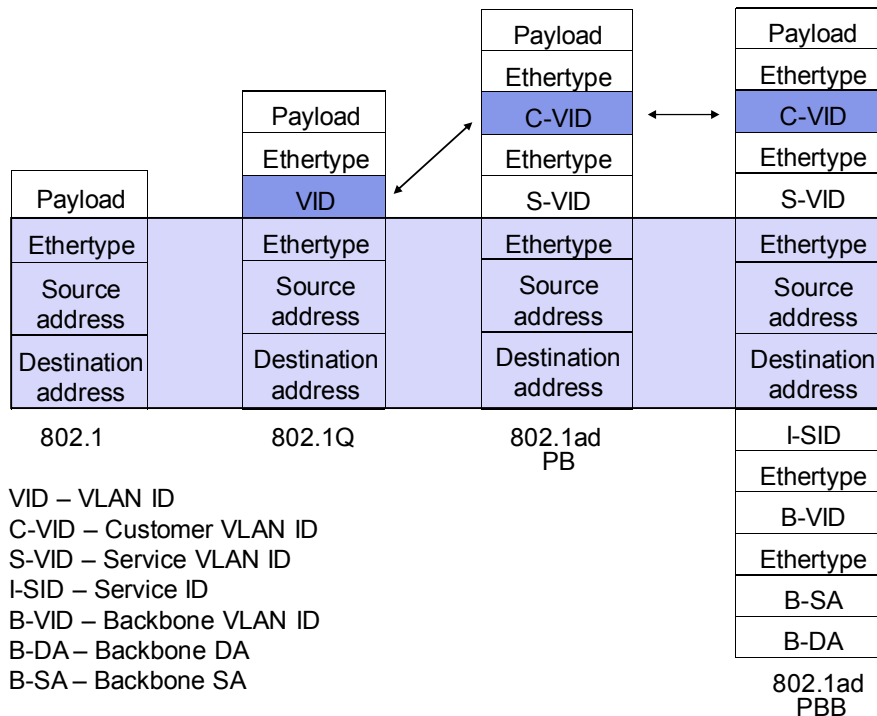 Payload
Ethertype
Source
address
Destination
address
802.1
Payload
Ethertype
VID
Ethertype
Source
address
Destination
address
802.1Q
Payload
Ethertype
C-VID
Ethertype
S-VID
Ethertype
Source
address
Destination
address
802.1ad
PB
Payload
Ethertype
C-VID
Ethertype
S-VID
Ethertype
Source
address
Destination
address
I-SID
Ethertype
B-VID
Ethertype
B-SA
B-DA
802.1ad
PBB
VID – VLAN ID
C-VID – Customer VLAN ID
S-VID – Service VLAN ID
I-SID – Service ID
B-VID – Backbone VLAN ID
B-DA – Backbone DA
B-SA – Backbone SA